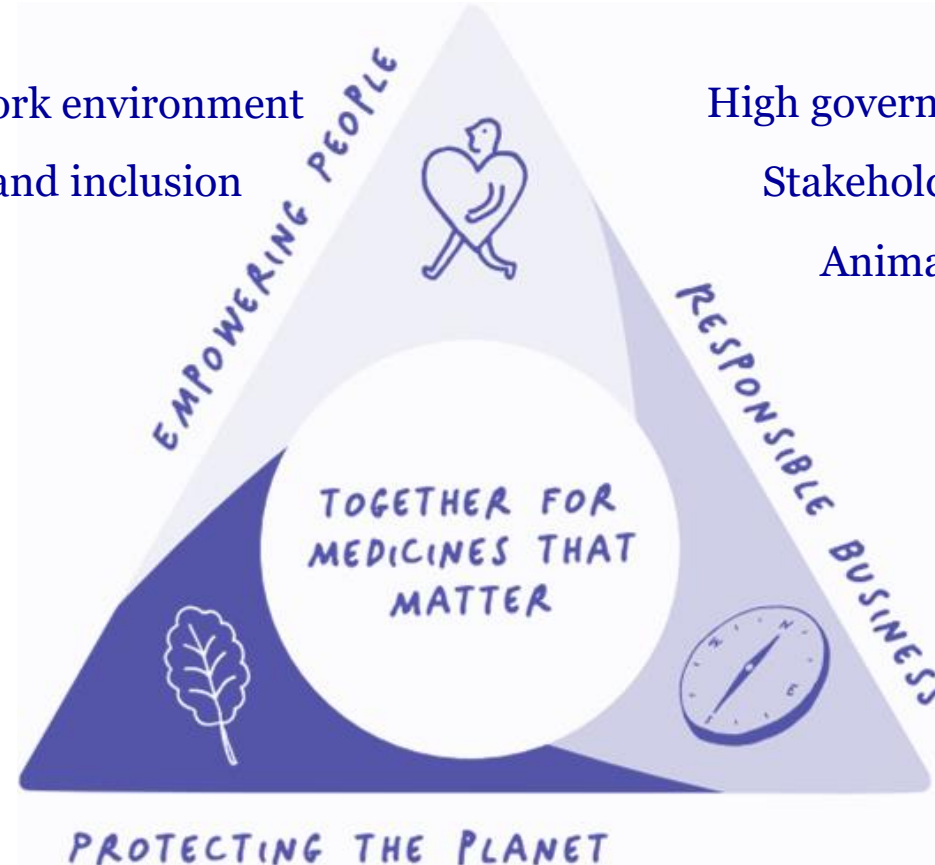 environment
and inclusion
High
EMPOWERING PEOPLE
RESPONSIBLE BUSINESS
TOGETHER FOR
MEDICINES THAT
MATTER
N
E
PROTECTING THE PLANET